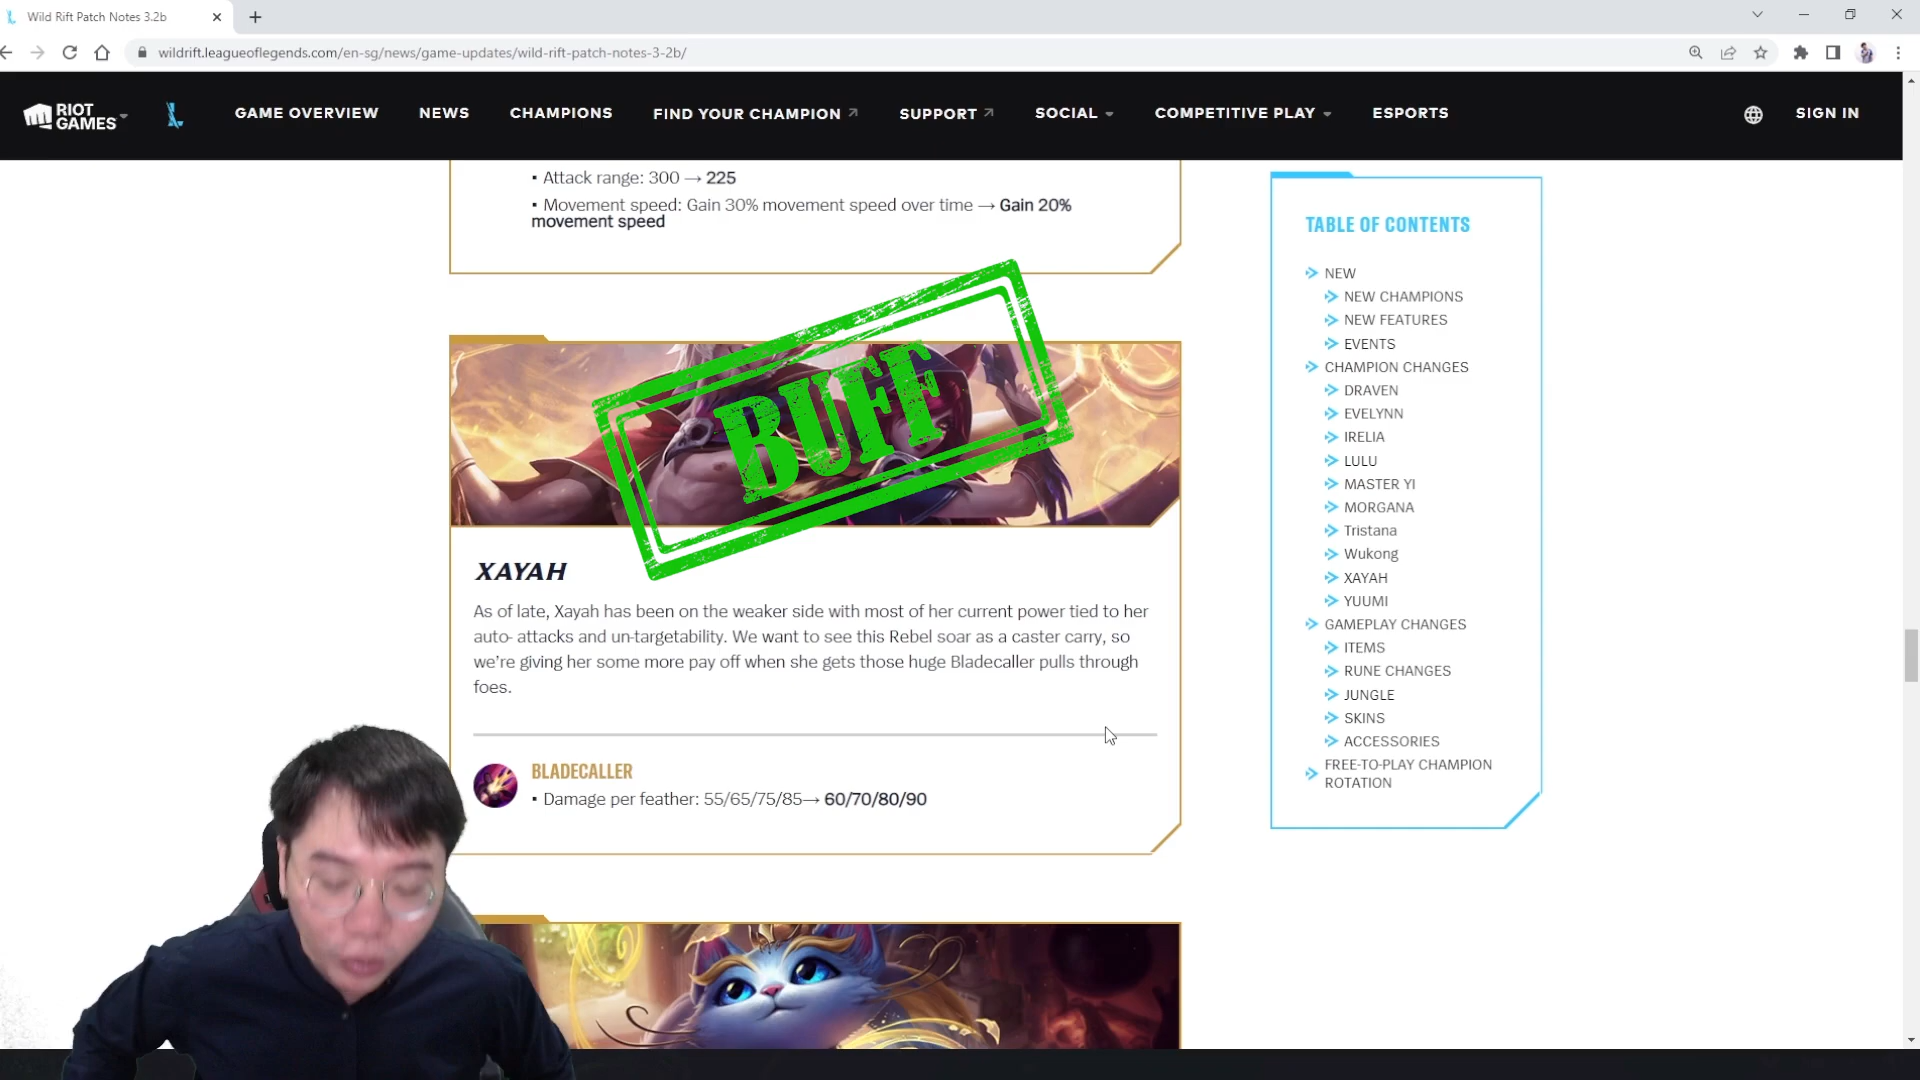 Wild Rift Patch Notes 3.2b
wildrift.leagueoflegends.com/en-sg/news/game-updates/wild-rift-patch-notes-3-2b/
RIOT
GAMES
GAME OVERVIEW
NEWS
CHAMPIONS
FIND YOUR CHAMPION
SUPPORT
SOCIAL
COMPETITIVE PLAY
ESPORTS
SIGN IN
▪ Attack range: 300 → 225
▪ Movement speed: Gain 30% movement speed over time → Gain 20%
movement speed
BUFF
XAYAH
As of late, Xayah has been on the weaker side with most of her current power tied to her
auto- attacks and un-targetability. We want to see this Rebel soar as a caster carry, so
we're giving her some more pay off when she gets those huge Bladecaller pulls through
foes.
BLADECALLER
▪ Damage per feather: 55/65/75/85→ 60/70/80/90
TABLE OF CONTENTS
NEW
NEW CHAMPIONS
NEW FEATURES
EVENTS
CHAMPION CHANGES
DRAVEN
EVELYNN
IRELIA
LULU
MASTER YI
MORGANA
Tristana
Wukong
XAYAH
YUUMI
GAMEPLAY CHANGES
ITEMS
RUNE CHANGES
JUNGLE
SKINS
ACCESSORIES
FREE-TO-PLAY CHAMPION
ROTATION